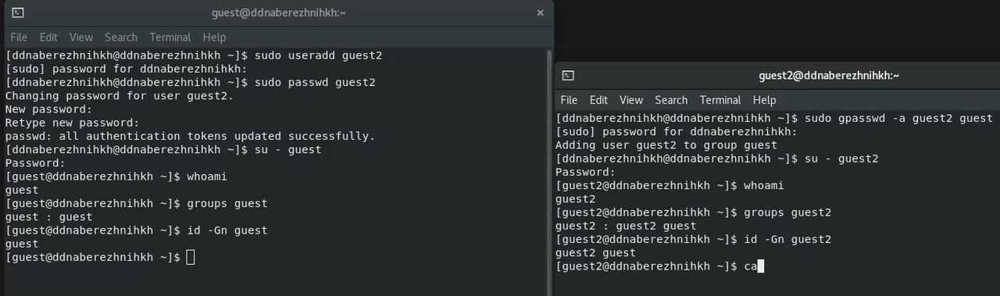 guest@ddnaberezhnihkh:~
File Edit View Search Terminal Help
[ddnaberezhnihkh@ddnaberezhnihkh ~]$ sudo useradd guest2
[sudo] password for ddnaberezhnihkh:
[ddnaberezhnihkh@ddnaberezhnihkh ~]$ sudo passwd guest2
Changing password for user guest2.
New password:
Retype new password:
passwd: all authentication tokens updated successfully.
[ddnaberezhnihkh@ddnaberezhnihkh ~]$ su - guest
Password:
[guest@ddnaberezhnihkh ~]$ whoami
guest
[guest@ddnaberezhnihkh ~]$ groups guest
guest : guest
[guest@ddnaberezhnihkh ~]$ id -Gn guest
guest
[guest@ddnaberezhnihkh ~]$
guest2@ddnaberezhnihkh:~
File Edit View Search Terminal Help
[ddnaberezhnihkh@ddnaberezhnihkh ~]$ sudo gpasswd -a guest2 guest
[sudo] password for ddnaberezhnihkh:
Adding user guest2 to group guest
[ddnaberezhnihkh@ddnaberezhnihkh ~]$ su - guest2
Password:
[guest2@ddnaberezhnihkh ~]$ whoami
guest2
[guest2@ddnaberezhnihkh ~]$ groups guest2
guest2 : guest2 guest
[guest2@ddnaberezhnihkh ~]$ id -Gn guest2
guest2 guest
[guest2@ddnaberezhnihkh ~]$ ca